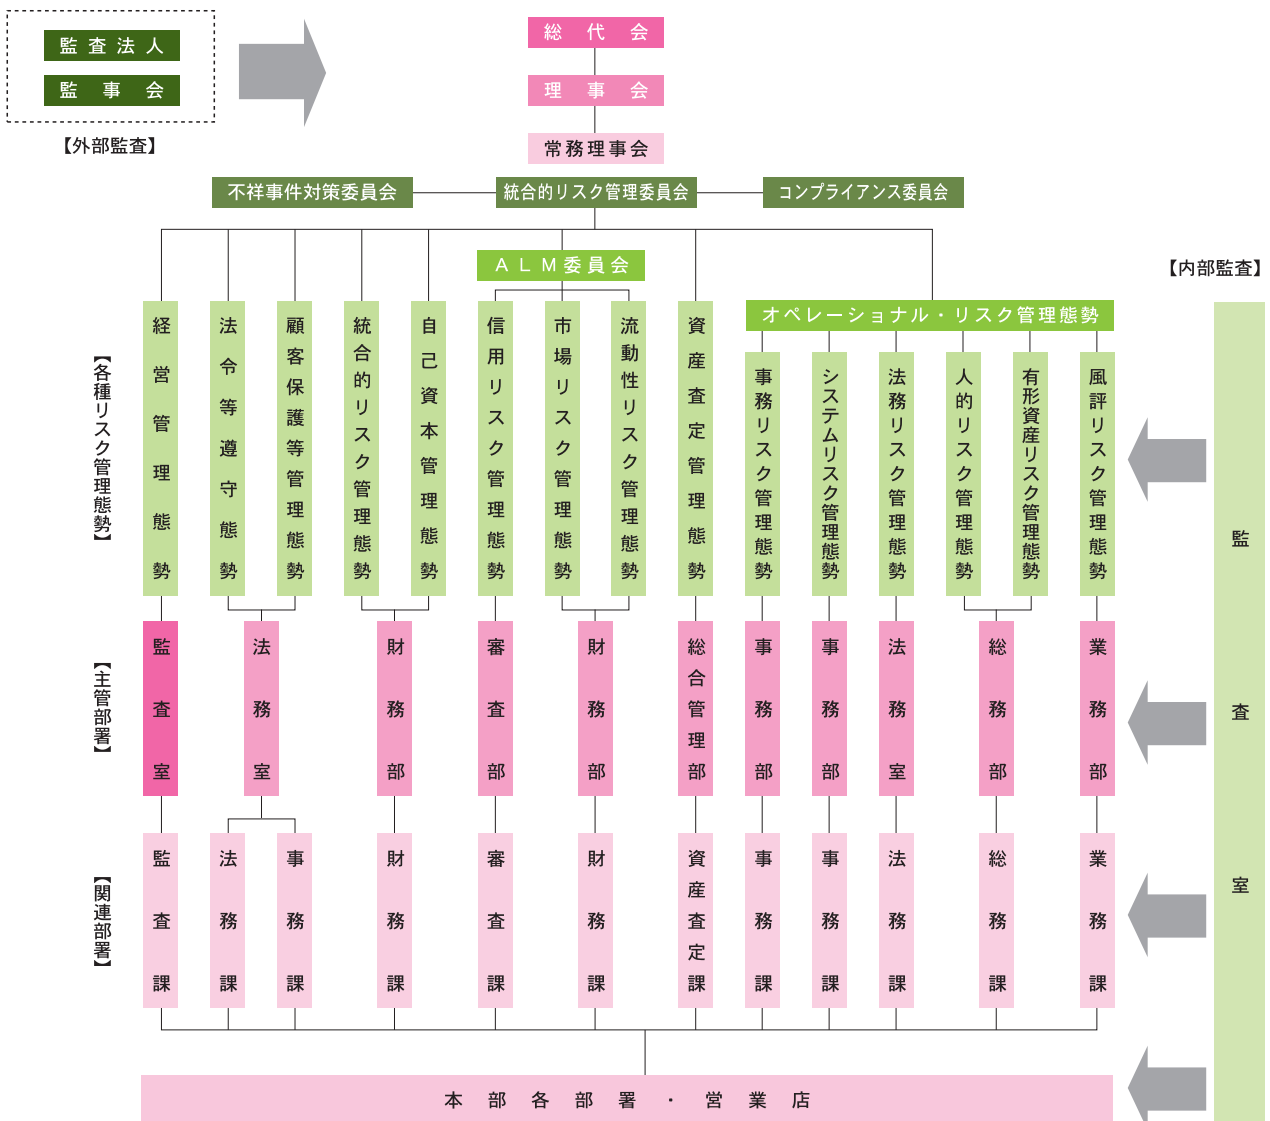 監査法人
監事会
【外部監査】
総代会
理事会
常務理事会
不祥事件対策委員会
統合的リスク管理委員会
コンプライアンス委員会
ALM委員会
【内部監査】
オペレーショナル・リスク管理態勢
【各種リスク管理態勢】
経営管理態勢
法令等遵守態勢
顧客保護等管理態勢
統合的リスク管理態勢
自己資本管理態勢
信用リスク管理態勢
市場リスク管理態勢
流動性リスク管理態勢
資産査定管理態勢
事務リスク管理態勢
システムリスク管理態勢
法務リスク管理態勢
人的リスク管理態勢
有形資産リスク管理態勢
風評リスク管理態勢
【主管部署】
監査室
法務室
財務部
審査部
財務部
総合管理部
事務部
事務部
法務室
総務部
業務部
【関連部署】
監査課
法務課
事務課
財務課
審査課
財務課
資産査定課
事務課
事務課
法務課
総務課
業務課
監査室
本部各部署・営業店